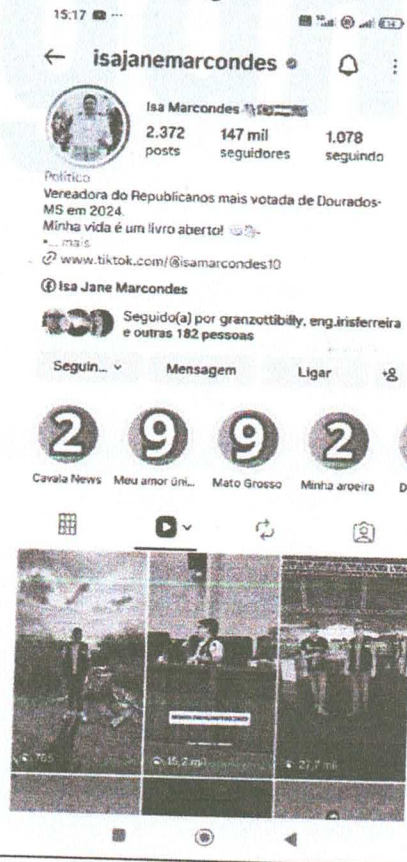 15:17
isajanemarcondes
Isa Marcondes
2.372 147 mil 1.078
posts seguidores seguindo
Político
Vereadora do Republicanos mais votada de Dourados-
MS em 2024.
Minha vida é um livro aberto!
... mais
www.tiktok.com/@isamarcondes10
Isa Jane Marcondes
Seguido(a) por granzottibilly, eng.irisferreira
e outras 182 pessoas
Seguin... Mensagem Ligar
2 9 9 2
Cavala News Meu amor úni... Mato Grosso Minha aroeira D
765 15,2 mil 27,7 mil